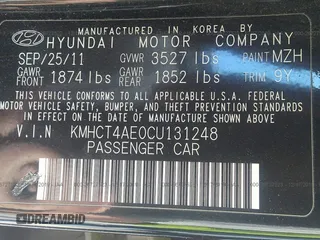 MANUFACTURED IN KOREA BY
HYUNDAI MOTOR COMPANY
SEP/25/11 GVWR 3527 lbs PAINT MZH
GAWR FRONT 1874 lbs GAWR REAR 1852 lbs TRIM 9Y
THIS VEHICLE CONFORMS TO ALL APPLICABLE U.S.A. FEDERAL
MOTOR VEHICLE SAFETY, BUMPER, AND THEFT PREVENTION
STANDARDS IN EFFECT ON THE DATE OF MANUFACTURE
SHOWN ABOVE
V.I.N KMHCT4AE0CU131248
PASSENGER CAR
DREAMBID